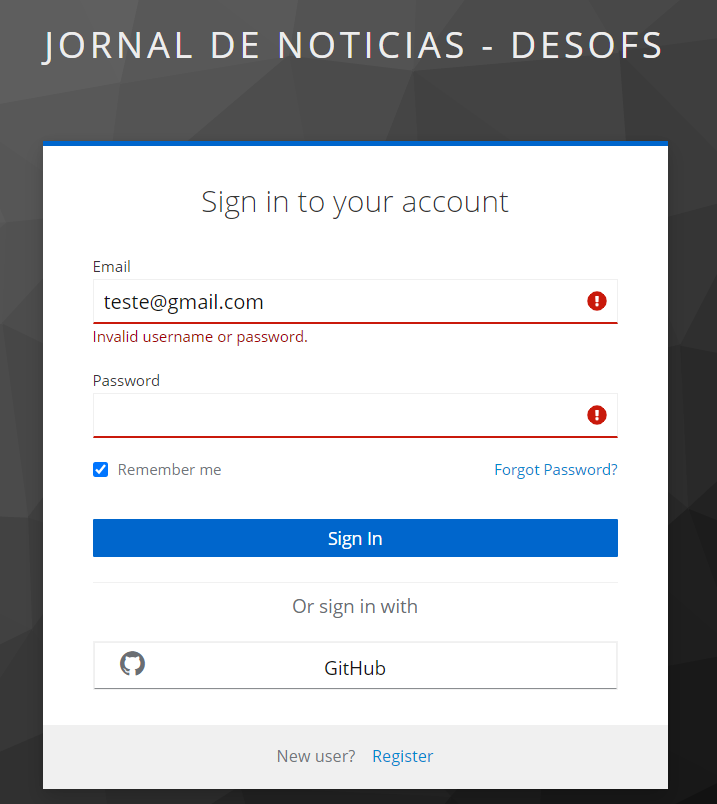 JORNAL DE NOTICIAS - DESOFS
Sign in to your account
Email
teste@gmail.com
Invalid username or password.
Password
Remember me
Forgot Password?
Sign In
Or sign in with
GitHub
New user? Register